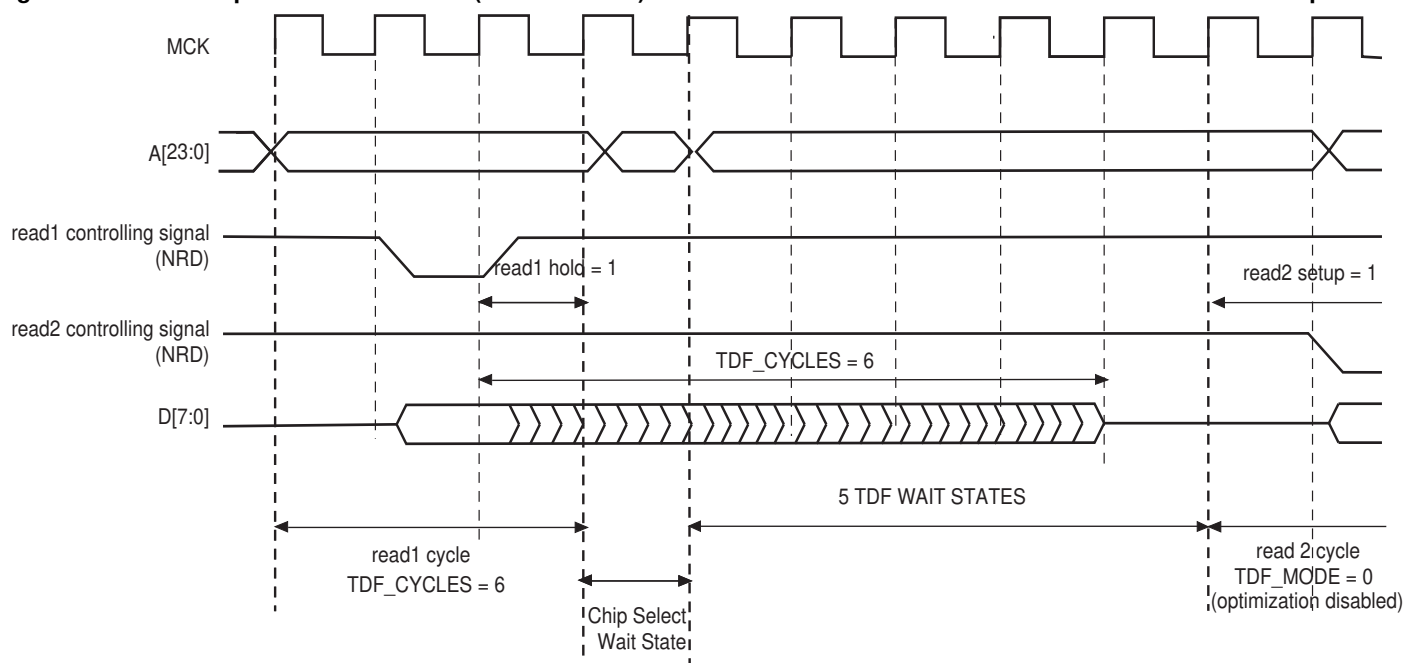 MCK
A[23:0]
read1 controlling signal
(NRD)
read1 hold = 1
read2 setup = 1
read2 controlling signal
(NRD)
TDF_CYCLES = 6
D[7:0]
5 TDF WAIT STATES
read1 cycle
TDF_CYCLES = 6
Chip Select
Wait State
read 2 cycle
TDF_MODE = 0
(optimization disabled)